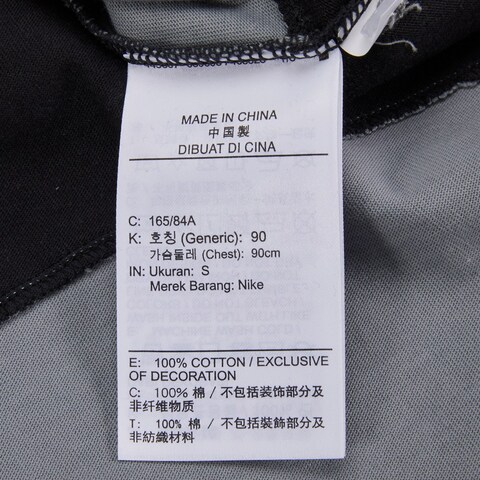 MADE IN CHINA
中国製
DIBUAT DI CINA
C: 165/84A
K: 호칭 (Generic): 90
가슴둘레 (Chest): 90cm
IN: Ukuran: S
Merek Barang: Nike
E: 100% COTTON / EXCLUSIVE
OF DECORATION
C: 100% 棉 / 不包括装饰部分及
非纤维物质
T: 100% 棉 / 不包括裝飾部分及
非紡織材料